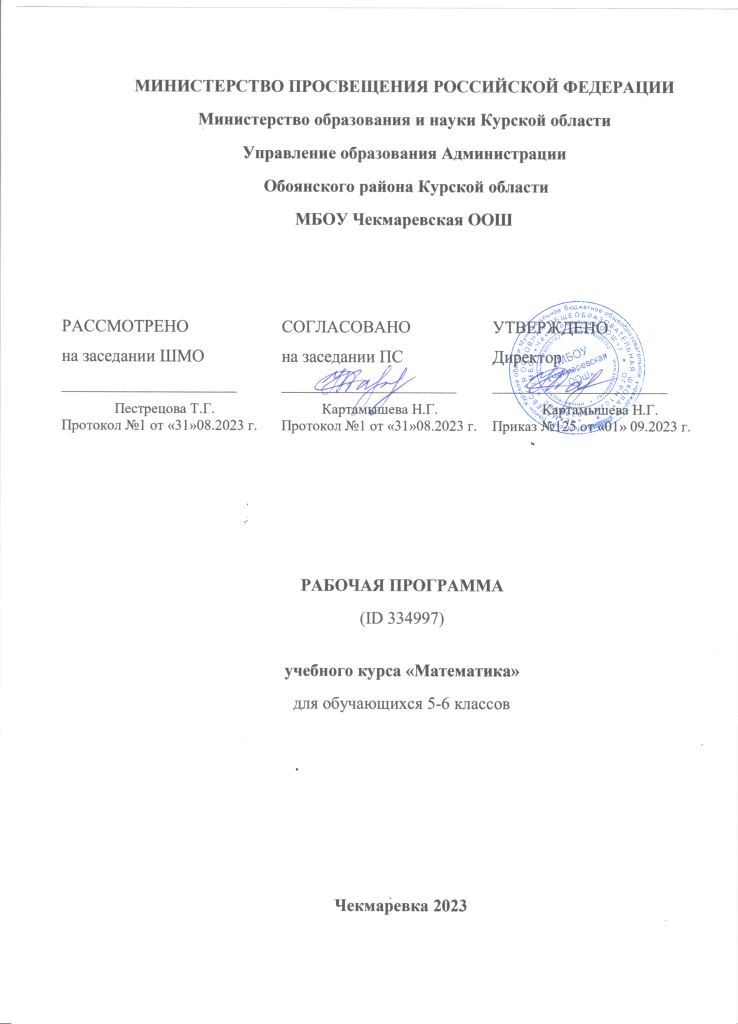 МИНИСТЕРСТВО ПРОСВЕЩЕНИЯ РОССИЙСКОЙ ФЕДЕРАЦИИ
Министерство образования и науки Курской области
Управление образования Администрации
Обоянского района Курской области
МБОУ Чекмаревская ООШ
РАССМОТРЕНО
на заседании ШМО
Пестрецова Т.Г.
Протокол №1 от «31»08.2023 г.
СОГЛАСОВАНО
на заседании ПС
Картамышева Н.Г.
Протокол №1 от «31»08.2023 г.
УТВЕРЖДЕНО
Директор
Картамышева Н.Г.
Приказ №125 от «01» 09.2023 г.
МБОУ
Чекмаревская
ООШ
РАБОЧАЯ ПРОГРАММА
(ID 334997)
учебного курса «Математика»
для обучающихся 5-6 классов
Чекмаревка 2023